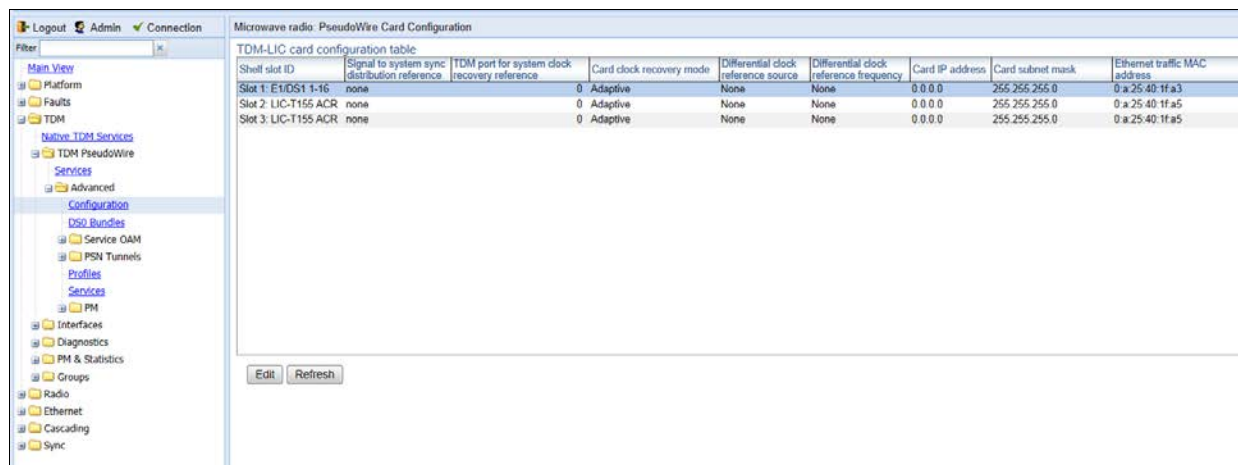 Logout Admin Connection
Filter
Main View
Platform
Faults
TDM
Native TDM Services
TDM PseudoWire
Services
Advanced
Configuration
DS0 Bundles
Service OAM
PSN Tunnels
Profiles
Services
PM
Interfaces
Diagnostics
PM & Statistics
Groups
Radio
Ethernet
Cascading
Sync
Microwave radio: PseudoWire Card Configuration
TDM-LIC card configuration table
Shelf slot ID Signal to system sync distribution reference TDM port for system clock recovery reference Card clock recovery mode Differential clock reference source Differential clock reference frequency Card IP address Card subnet mask Ethernet traffic MAC address
Slot 1: E1/DS1 1-16 none 0 Adaptive None None 0.0.0.0 255.255.255.0 0:a:25:40:1f:a3
Slot 2: LIC-T155 ACR none 0 Adaptive None None 0.0.0.0 255.255.255.0 0:a:25:40:1f:a5
Slot 3: LIC-T155 ACR none 0 Adaptive None None 0.0.0.0 255.255.255.0 0:a:25:40:1f:a5
Edit Refresh